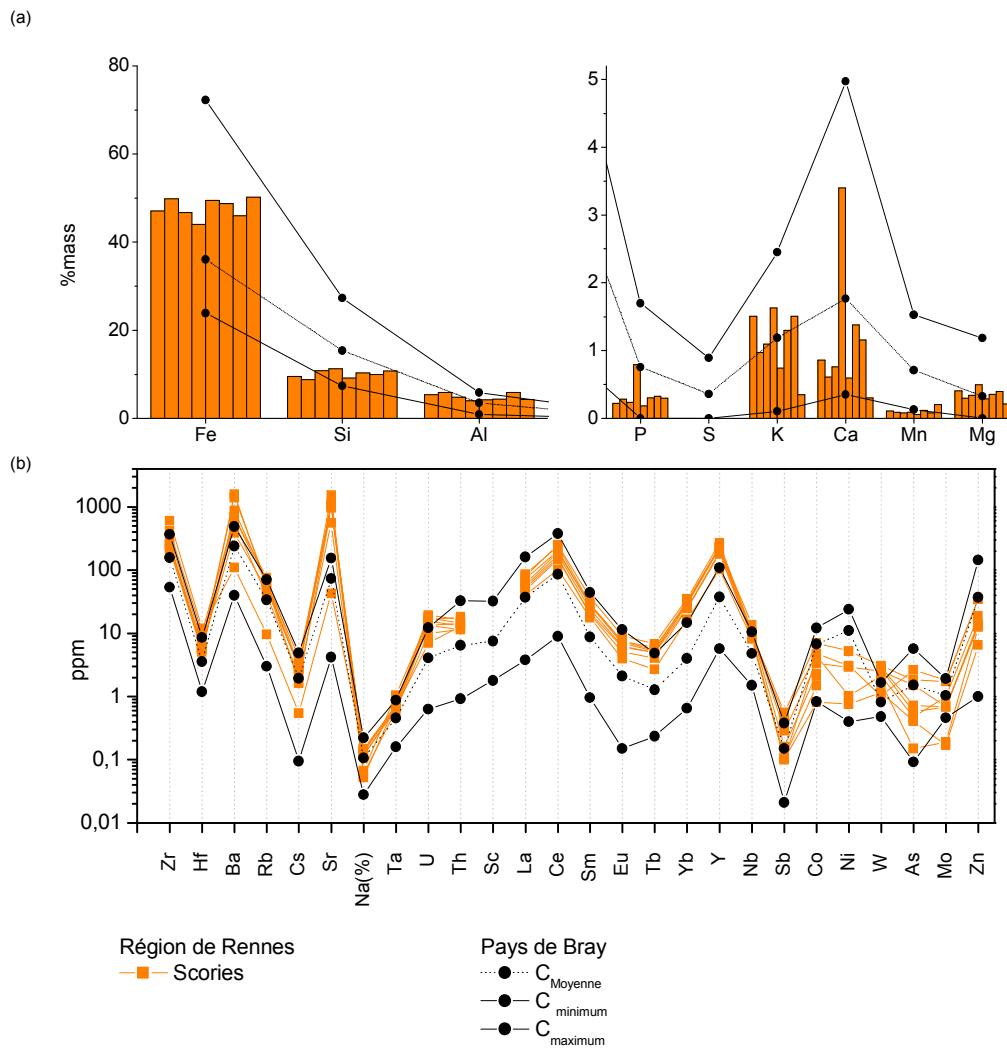 (a)
80
60
40
20
0
%mass
Fe Si Al
5
4
3
2
1
0
P S K Ca Mn Mg
(b)
1000
100
10
1
0,1
0,01
ppm
Zr Hf Ba Rb Cs Sr Na(%) Ta U Th Sc La Ce Sm Eu Tb Yb Y Nb Sb Co Ni W As Mo Zn
Région de Rennes
Scories
Pays de Bray
C Moyenne
C minimum
C maximum